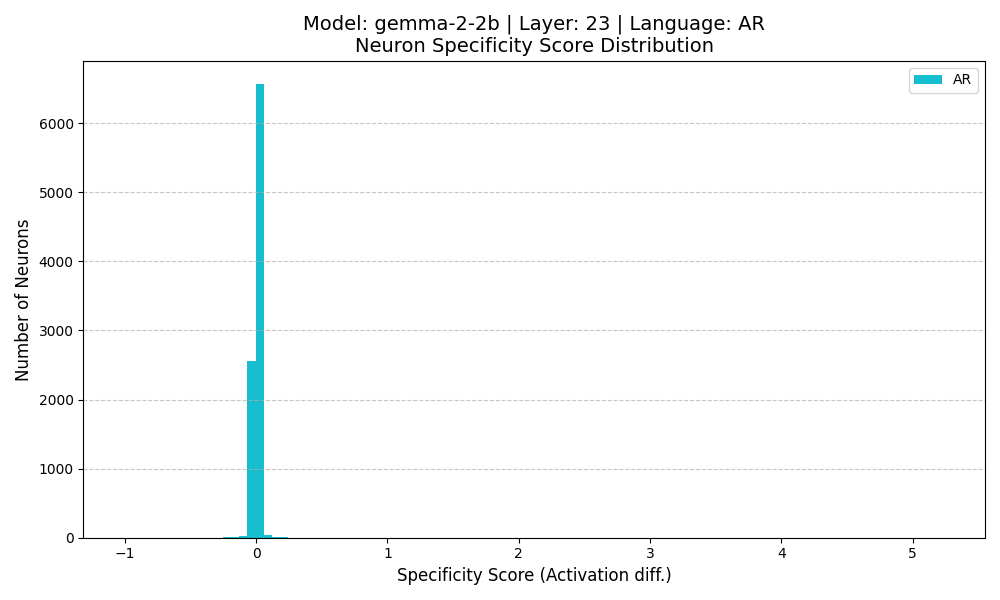 Model: gemma-2-2b | Layer: 23 | Language: AR
Neuron Specificity Score Distribution
AR
Number of Neurons
6000
5000
4000
3000
2000
1000
0
−1
0
1
2
3
4
5
Specificity Score (Activation diff.)